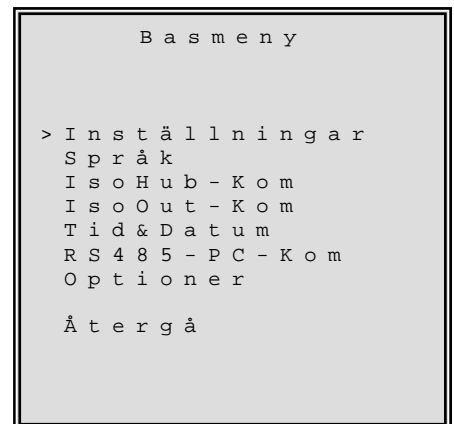 Basmeny
>Inställningar
Språk
IsoHub-Kom
IsoOut-Kom
Tid&Datum
RS485-PC-Kom
Optioner
Återgå